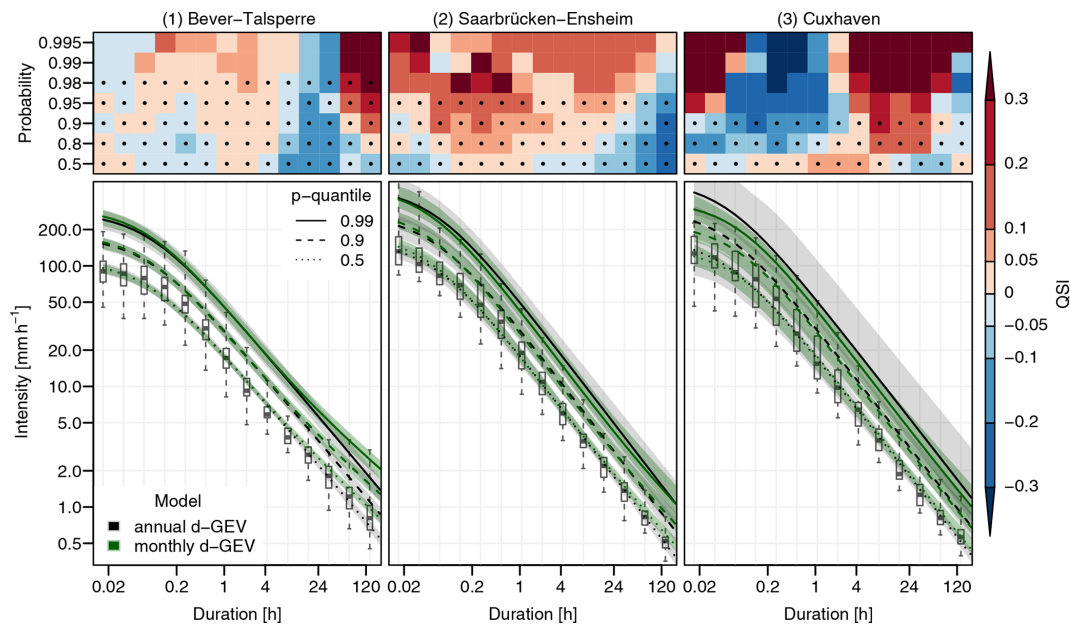 (1) Bever−Talsperre
(2) Saarbrücken−Ensheim
(3) Cuxhaven
Probability
0.995
0.99
0.98
0.95
0.9
0.8
0.5
p−quantile
0.99
0.9
0.5
Intensity [mm h⁻¹]
200.0
100.0
50.0
20.0
10.0
5.0
2.0
1.0
0.5
Model
annual d−GEV
monthly d−GEV
0.02 0.2 1 4 24 120
0.02 0.2 1 4 24 120
0.02 0.2 1 4 24 120
Duration [h]
Duration [h]
Duration [h]
0.3
0.2
0.1
0.05
0
−0.05
−0.1
−0.2
−0.3
QSI